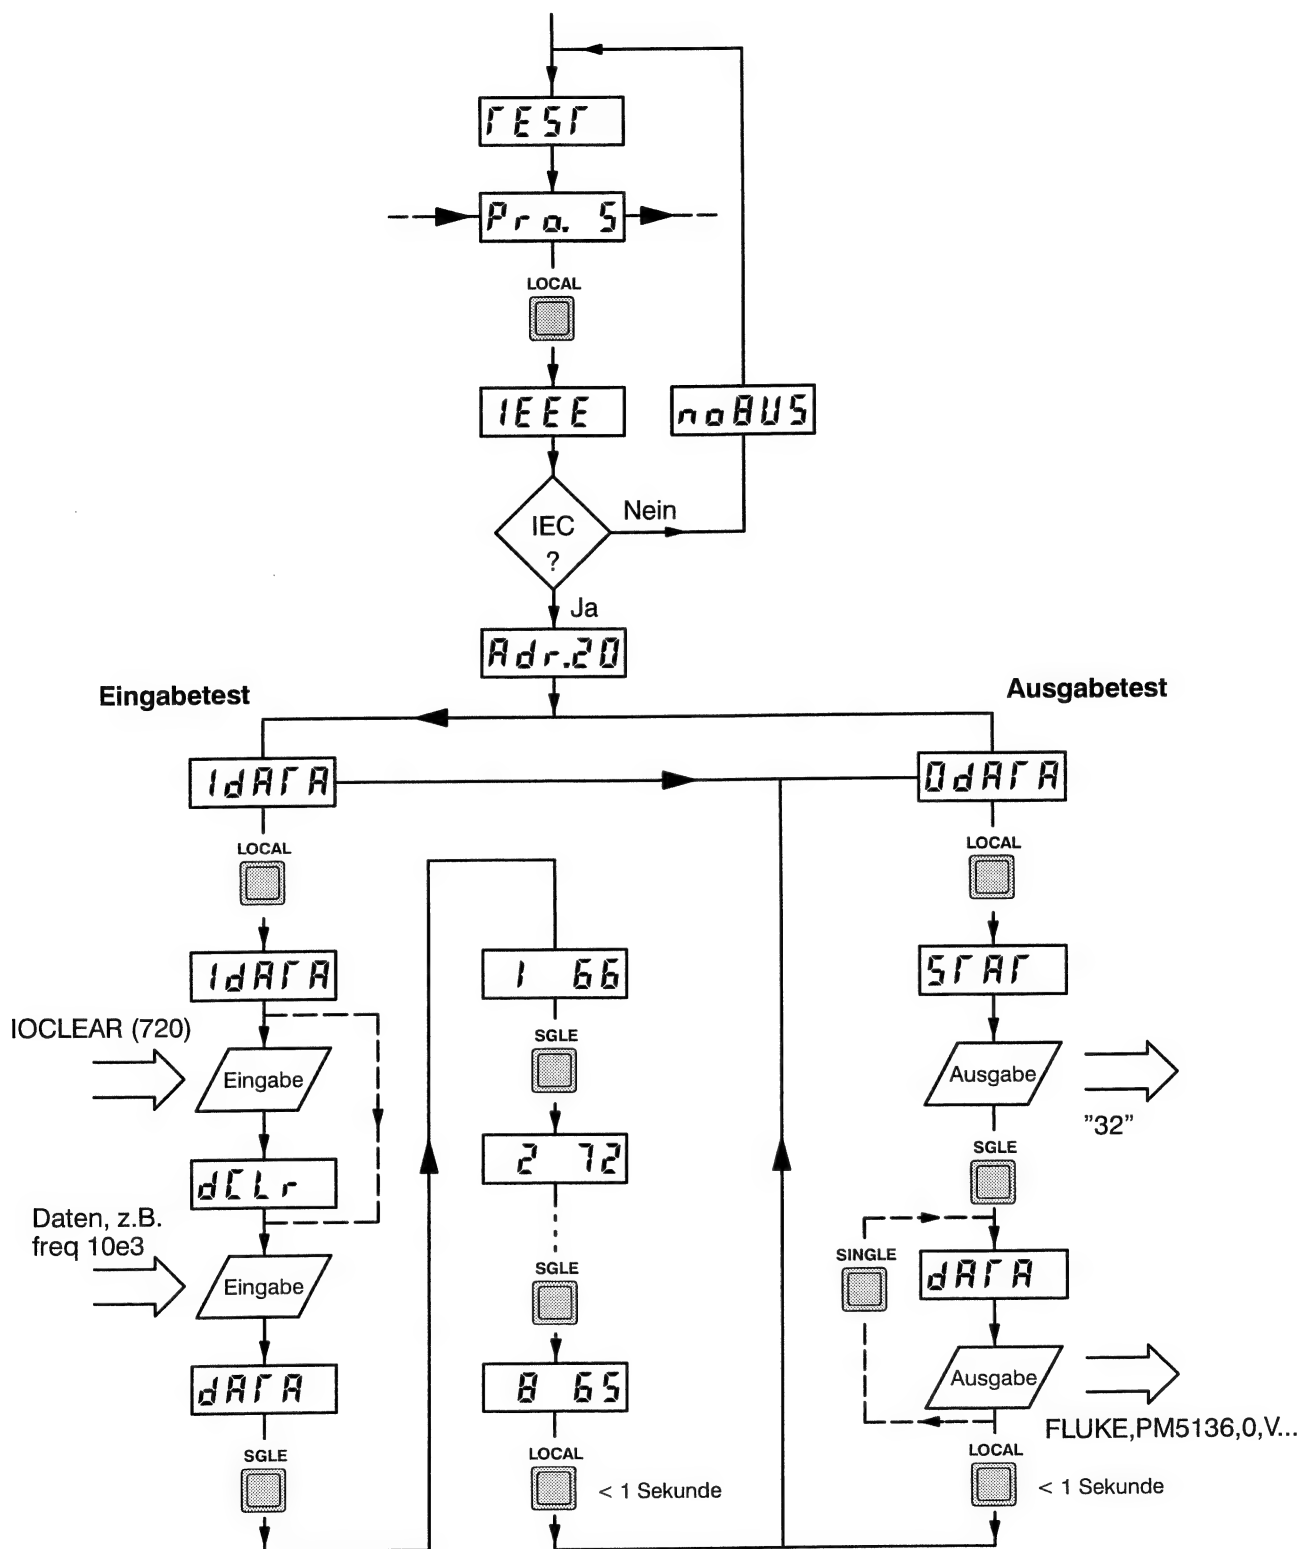 TEST
Pro. S
LOCAL
IEEE
noBUS
IEC
?
Nein
Ja
Adr.20
Eingabetest
Ausgabetest
IdATA
OdATA
LOCAL
LOCAL
IdATA
1 66
STAT
IOCLEAR (720)
Eingabe
SGLE
Ausgabe
"32"
dCLr
2 72
SGLE
Daten, z.B.
freq 10e3
Eingabe
SGLE
SINGLE
dATA
dATA
8 65
Ausgabe
FLUKE,PM5136,0,V...
SGLE
LOCAL
< 1 Sekunde
LOCAL
< 1 Sekunde